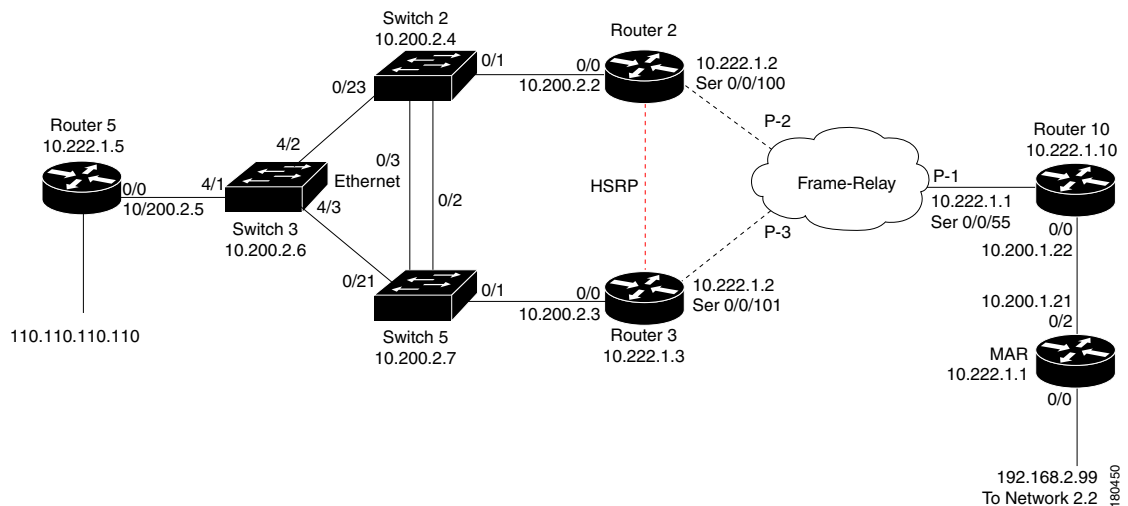 Switch 2
10.200.2.4
0/1
0/23
Router 2
0/0
10.200.2.2
10.222.1.2
Ser 0/0/100
P-2
Router 5
10.222.1.5
0/0
10/200.2.5
4/2
4/1
4/3
Switch 3
10.200.2.6
0/3
Ethernet
0/2
HSRP
Frame-Relay
P-1
10.222.1.1
Ser 0/0/55
Router 10
10.222.1.10
0/0
10.200.1.22
P-3
0/21
0/1
Switch 5
10.200.2.7
0/0
10.200.2.3
10.222.1.2
Ser 0/0/101
Router 3
10.222.1.3
110.110.110.110
10.200.1.21
0/2
MAR
10.222.1.1
0/0
192.168.2.99
To Network 2.2
180450